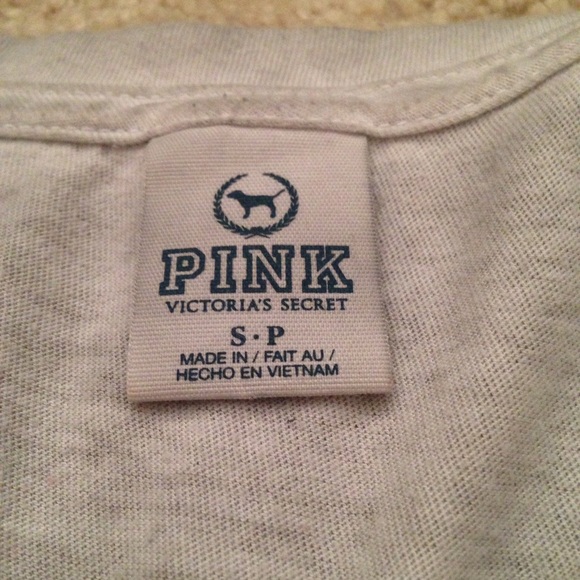 PINK
VICTORIA'S SECRET
S·P
MADE IN / FAIT AU /
HECHO EN VIETNAM